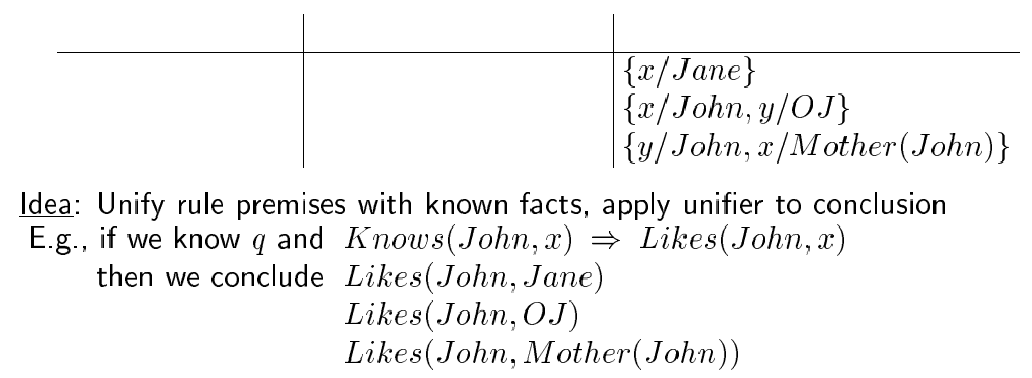 {x/Jane}
{x/John, y/OJ}
{y/John, x/Mother(John)}
Idea: Unify rule premises with known facts, apply unifier to conclusion
E.g., if we know q and Knows(John, x) ⇒ Likes(John, x)
then we conclude Likes(John, Jane)
Likes(John, OJ)
Likes(John, Mother(John))